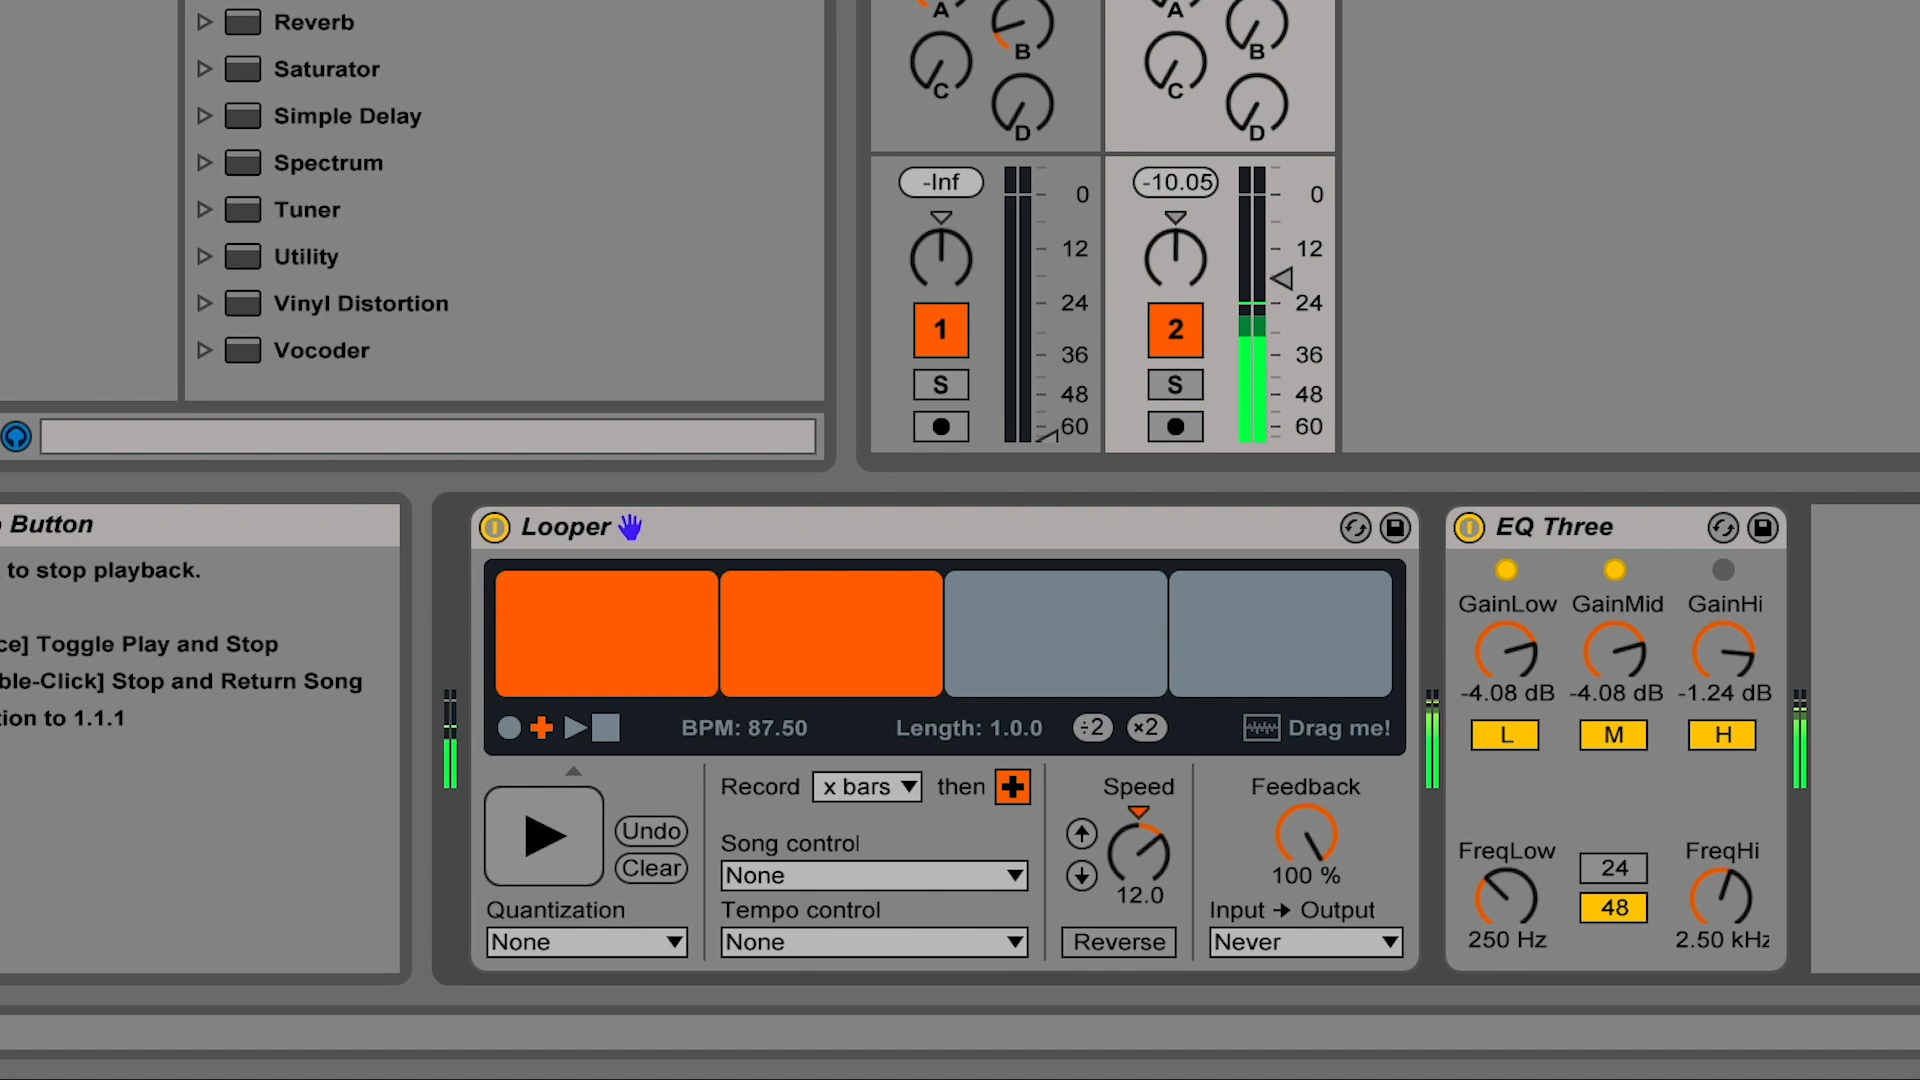 Reverb
Saturator
Simple Delay
Spectrum
Tuner
Utility
Vinyl Distortion
Vocoder
A
B
C
D
-Inf
0
12
24
36
48
60
1
S
A
B
C
D
-10.05
0
12
24
36
48
60
2
S
Button
to stop playback.
ce] Toggle Play and Stop
ble-Click] Stop and Return Song
tion to 1.1.1
Looper
BPM: 87.50
Length: 1.0.0
÷2
×2
Drag me!
Undo
Clear
Quantization
None
Record x bars then
Song control
None
Tempo control
None
Speed
12.0
Reverse
Feedback
100 %
Input → Output
Never
EQ Three
GainLow GainMid GainHi
-4.08 dB -4.08 dB -1.24 dB
L M H
FreqLow
250 Hz
24
48
FreqHi
2.50 kHz